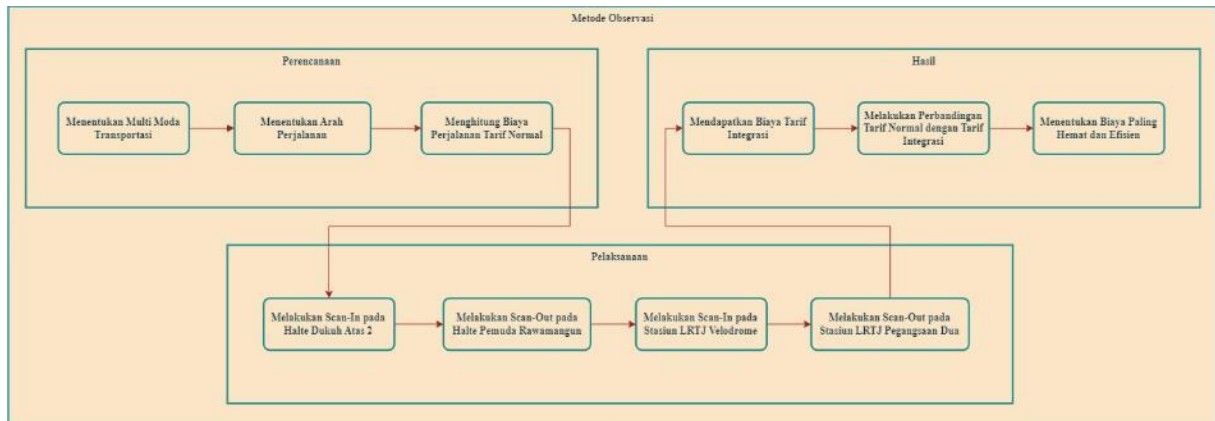 Metode Observasi
Perencanaan
Menentukan Multi Moda
Transportasi
Menentukan Arah
Perjalanan
Menghitung Biaya
Perjalanan Tarif Normal
Pelaksanaan
Melakukan Scan-In pada
Halte Dukuh Atas 2
Melakukan Scan-Out pada
Halte Pemuda Rawamangun
Melakukan Scan-In pada
Stasiun LRTJ Velodrome
Melakukan Scan-Out pada
Stasiun LRTJ Pegangsaan Dua
Hasil
Mendapatkan Biaya Tarif
Integrasi
Melakukan Perbandingan
Tarif Normal dengan Tarif
Integrasi
Menentukan Biaya Paling
Hemat dan Efisien